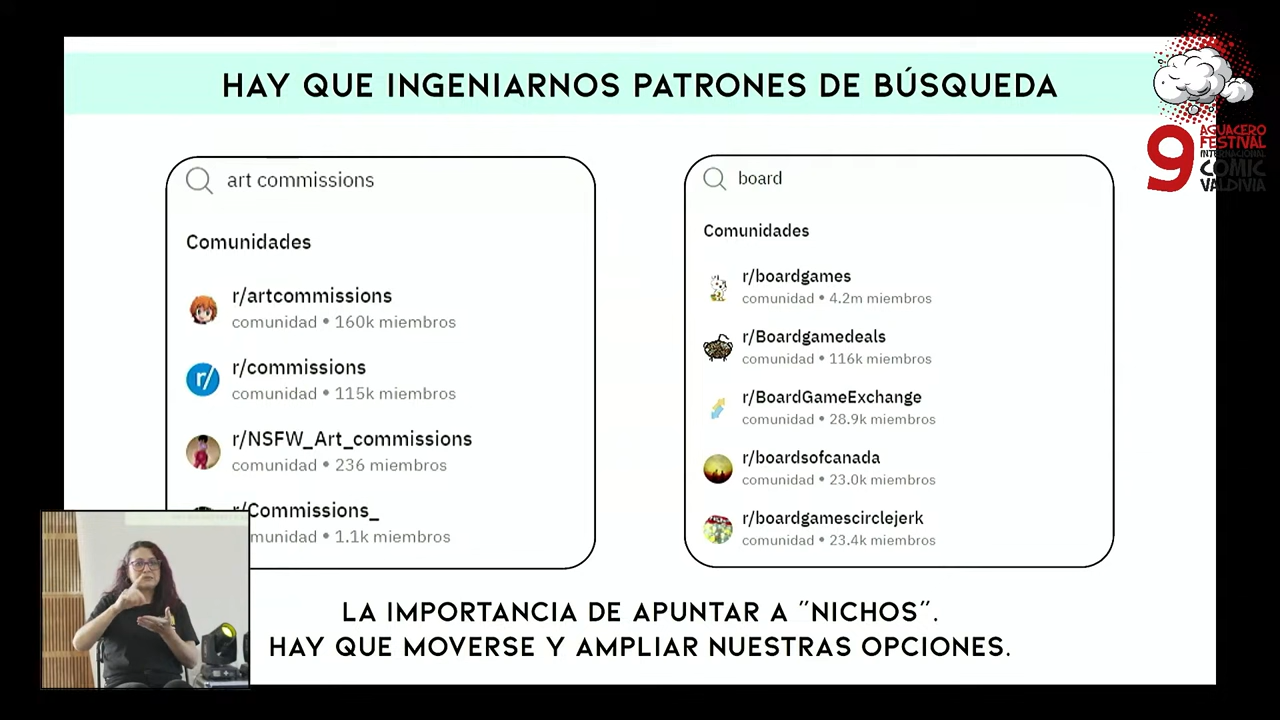 HAY QUE INGENIARNOS PATRONES DE BÚSQUEDA
9
AGUACERO
FESTIVAL
INTERNACIONAL
CÓMIC
VALDIVIA
art commissions
Comunidades
r/artcommissions
comunidad • 160k miembros
r/commissions
comunidad • 115k miembros
r/NSFW_Art_commissions
comunidad • 236 miembros
r/Commissions_
munidad • 1.1k miembros
board
Comunidades
r/boardgames
comunidad • 4.2m miembros
r/Boardgamedeals
comunidad • 116k miembros
r/BoardGameExchange
comunidad • 28.9k miembros
r/boardsofcanada
comunidad • 23.0k miembros
r/boardgamescirclejerk
comunidad • 23.4k miembros
LA IMPORTANCIA DE APUNTAR A "NICHOS".
HAY QUE MOVERSE Y AMPLIAR NUESTRAS OPCIONES.